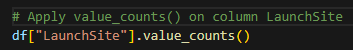 # Apply value_counts() on column LaunchSite
df["LaunchSite"].value_counts()